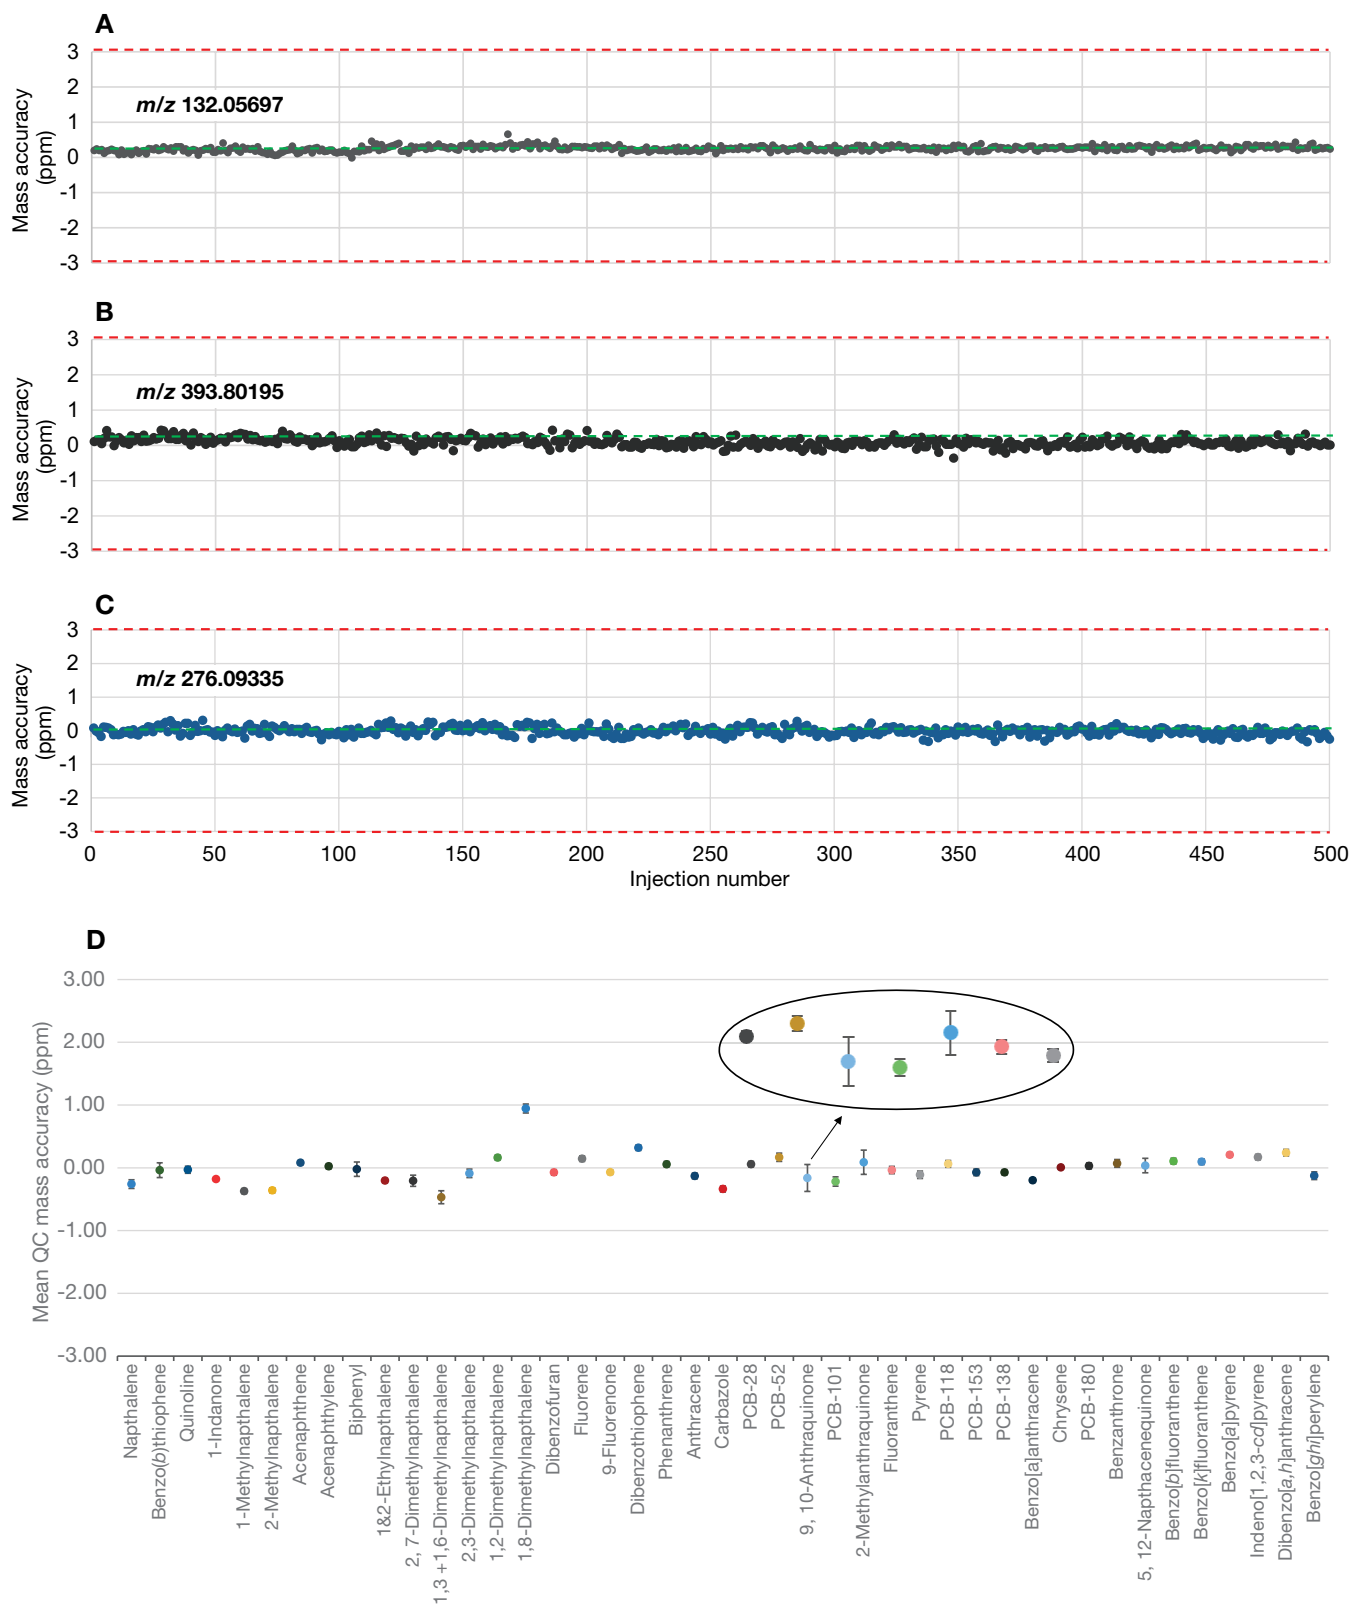 A
3
2
1
0
-1
-2
-3
Mass accuracy
(ppm)
m/z 132.05697
B
3
2
1
0
-1
-2
-3
Mass accuracy
(ppm)
m/z 393.80195
C
3
2
1
0
-1
-2
-3
Mass accuracy
(ppm)
m/z 276.09335
0 50 100 150 200 250 300 350 400 450 500
Injection number
D
3.00
2.00
1.00
0.00
-1.00
-2.00
-3.00
Mean QC mass accuracy (ppm)
Napthalene
Benzo(b)thiophene
Quinoline
1-Indanone
1-Methylnapthalene
2-Methylnapthalene
Acenaphthene
Acenaphthylene
Biphenyl
1&2-Ethylnapthalene
2, 7-Dimethylnapthalene
1,3 +1,6-Dimethylnapthalene
2,3-Dimethylnapthalene
1,2-Dimethylnapthalene
1,8-Dimethylnapthalene
Dibenzofuran
Fluorene
9-Fluorenone
Dibenzothiophene
Phenanthrene
Anthracene
Carbazole
PCB-28
PCB-52
9, 10-Anthraquinone
PCB-101
2-Methylanthraquinone
Fluoranthene
Pyrene
PCB-118
PCB-153
PCB-138
Benzo[a]anthracene
Chrysene
PCB-180
Benzanthrone
5, 12-Napthacenequinone
Benzo[b]fluoranthene
Benzo[k]fluoranthene
Benzo[a]pyrene
Indeno[1,2,3-cd]pyrene
Dibenzo[a,h]anthracene
Benzo[ghi]perylene